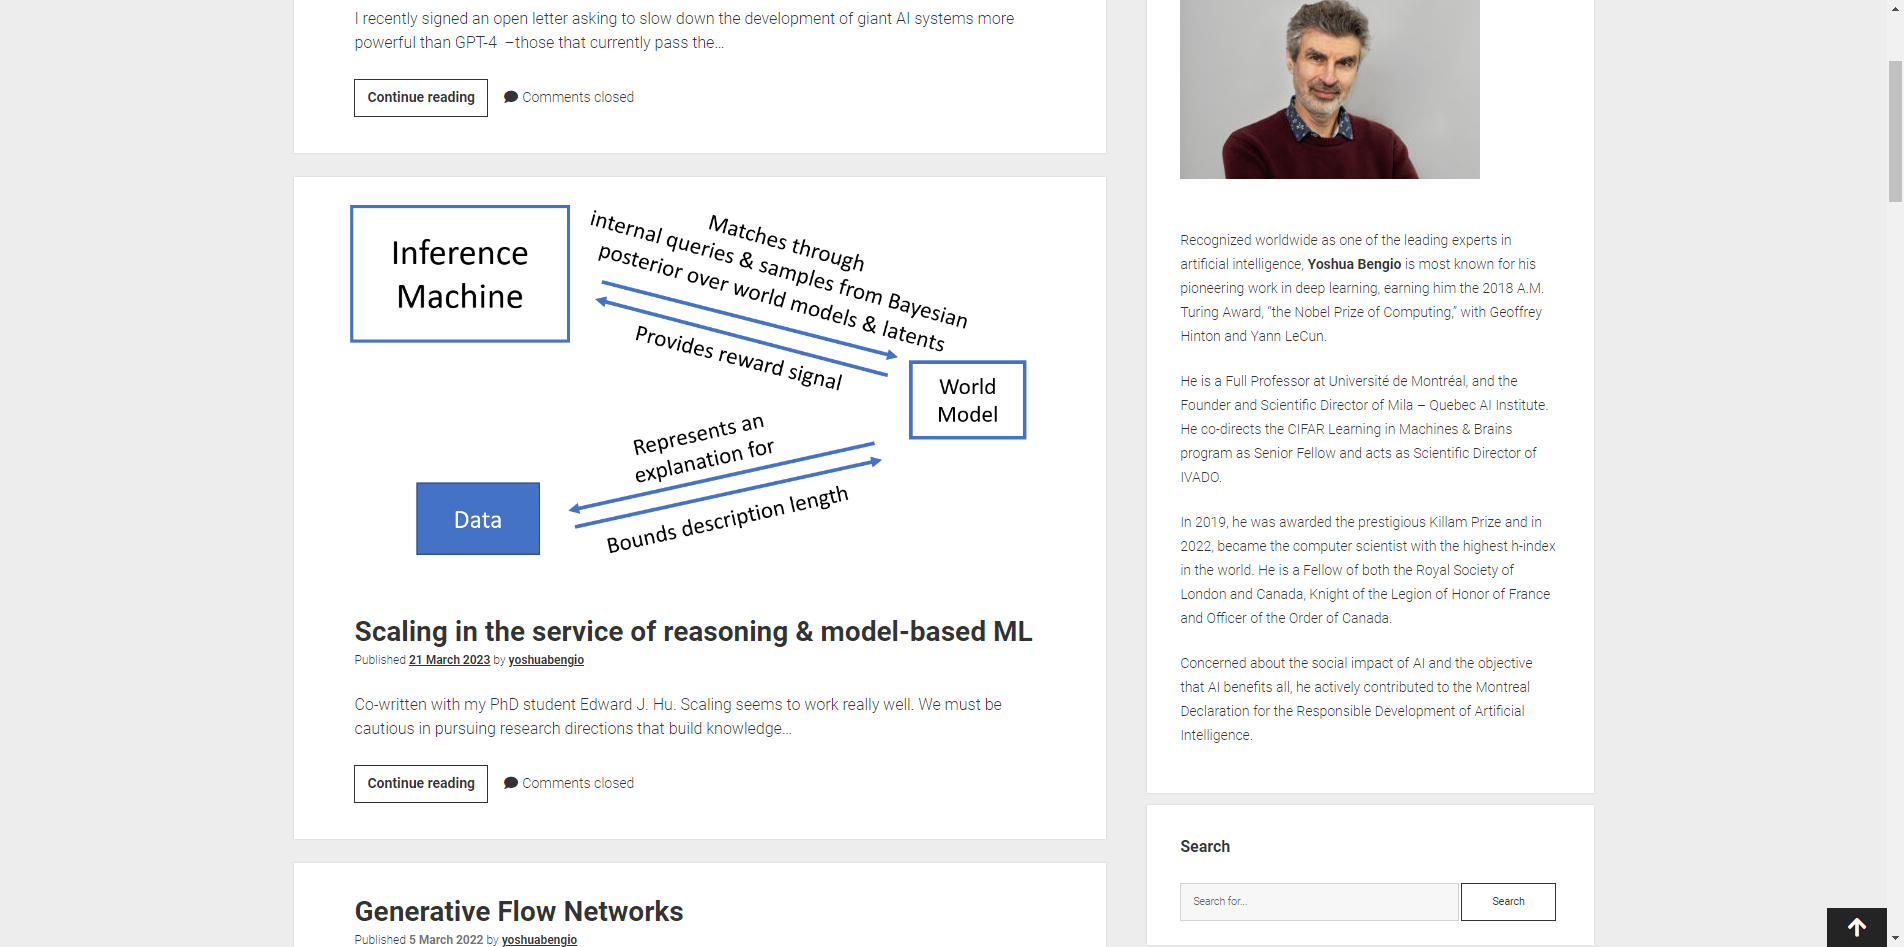 I recently signed an open letter asking to slow down the development of giant AI systems more
powerful than GPT-4  –those that currently pass the…
Continue reading
Comments closed
Inference
Machine
Matches through
internal queries & samples from Bayesian
posterior over world models & latents
Provides reward signal
World
Model
Represents an
explanation for
Bounds description length
Data
Scaling in the service of reasoning & model-based ML
Published 21 March 2023 by yoshuabengio
Co-written with my PhD student Edward J. Hu. Scaling seems to work really well. We must be
cautious in pursuing research directions that build knowledge…
Continue reading
Comments closed
Generative Flow Networks
Published 5 March 2022 by yoshuabengio
Recognized worldwide as one of the leading experts in
artificial intelligence, Yoshua Bengio is most known for his
pioneering work in deep learning, earning him the 2018 A.M.
Turing Award, “the Nobel Prize of Computing,” with Geoffrey
Hinton and Yann LeCun.
He is a Full Professor at Université de Montréal, and the
Founder and Scientific Director of Mila – Quebec AI Institute.
He co-directs the CIFAR Learning in Machines & Brains
program as Senior Fellow and acts as Scientific Director of
IVADO.
In 2019, he was awarded the prestigious Killam Prize and in
2022, became the computer scientist with the highest h-index
in the world. He is a Fellow of both the Royal Society of
London and Canada, Knight of the Legion of Honor of France
and Officer of the Order of Canada.
Concerned about the social impact of AI and the objective
that AI benefits all, he actively contributed to the Montreal
Declaration for the Responsible Development of Artificial
Intelligence.
Search
Search for...
Search